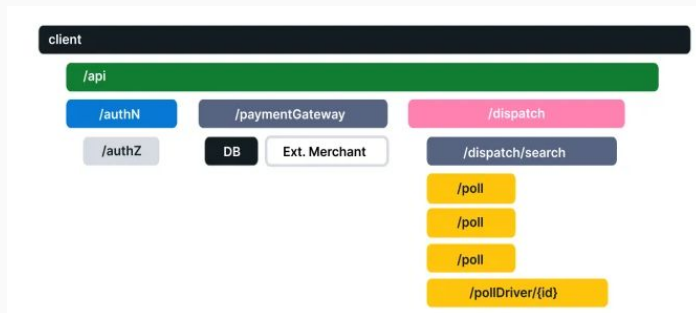 client
/api
/authN /paymentGateway /dispatch
/authZ DB Ext. Merchant /dispatch/search
/poll
/poll
/poll
/pollDriver/{id}